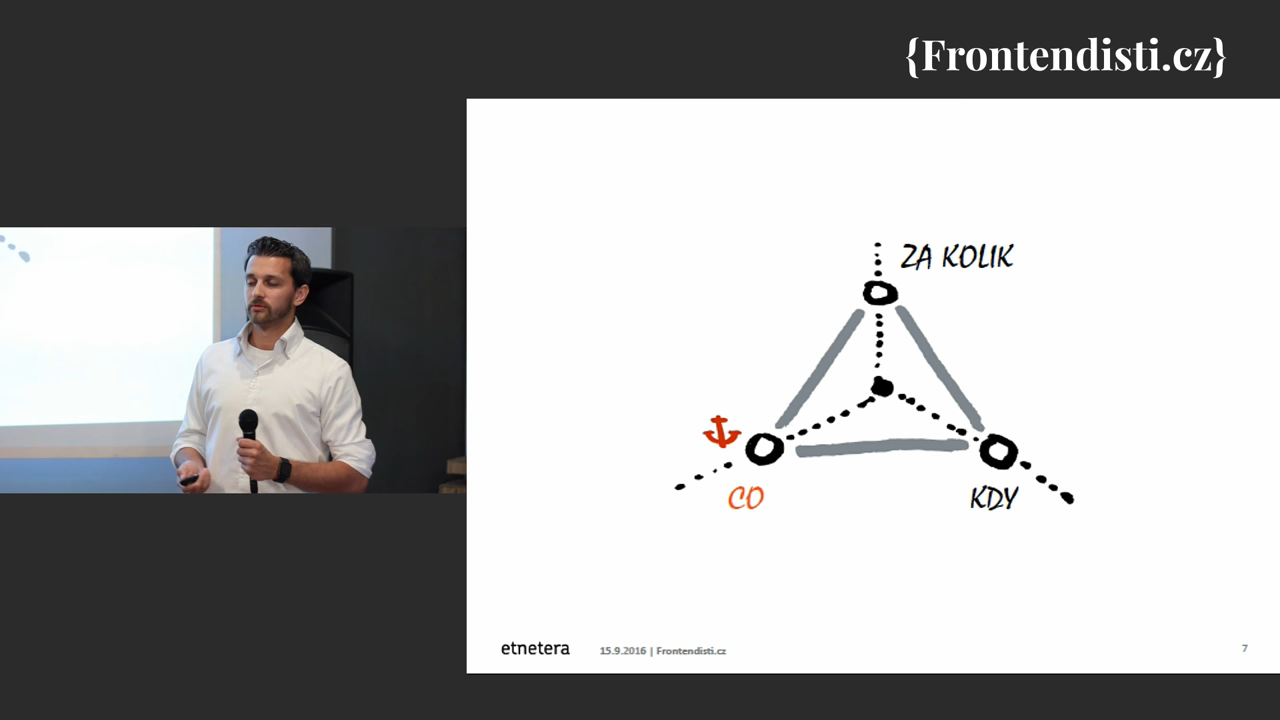 {Frontendisti.cz}
ZA KOLIK
CO
KDY
etnetera
15.9.2016 | Frontendisti.cz
7